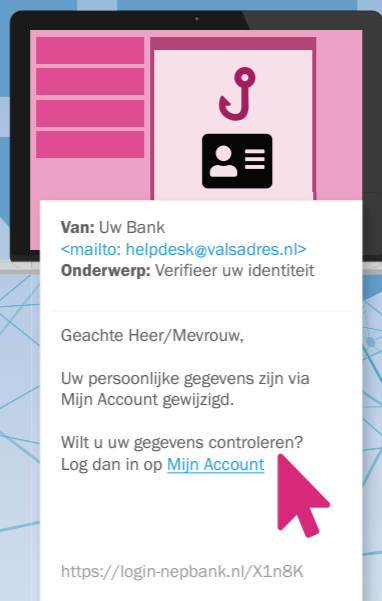 Van: Uw Bank
<mailto: helpdesk@valsadres.nl>
Onderwerp: Verifieer uw identiteit
Geachte Heer/Mevrouw,
Uw persoonlijke gegevens zijn via
Mijn Account gewijzigd.
Wilt u uw gegevens controleren?
Log dan in op Mijn Account
https://login-nepbank.nl/X1n8K